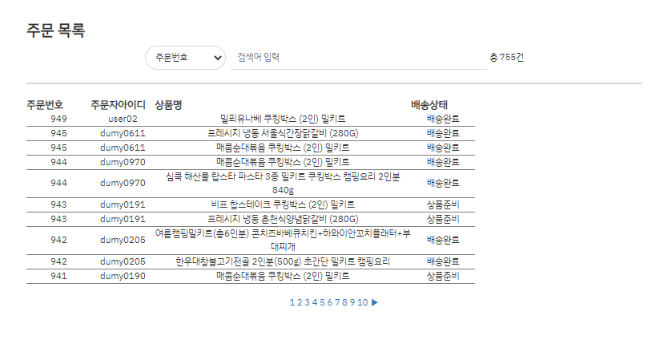 주문 목록
주문번호 검색어 입력 총 755건
주문번호 주문자아이디 상품명 배송상태
949 user02 밀푀유나베 쿠킹박스 (2인) 밀키트 배송완료
945 dumy0611 프레시지 냉동 서울식간장닭갈비 (280G) 배송완료
945 dumy0611 매콤순대볶음 쿠킹박스 (2인) 밀키트 배송완료
944 dumy0970 매콤순대볶음 쿠킹박스 (2인) 밀키트 배송완료
944 dumy0970 심쿡 해산물 랍스타 파스타 3종 밀키트 쿠킹박스 캠핑요리 2인분
840g 배송완료
943 dumy0191 비프 찹스테이크 쿠킹박스 (2인) 밀키트 상품준비
943 dumy0191 프레시지 냉동 춘천식양념닭갈비 (280G) 상품준비
942 dumy0205 여름캠핑밀키트(총6인분) 콘치즈바베큐치킨+하와이안꼬치플래터+부
대찌개 배송완료
942 dumy0205 한우대창불고기전골 2인분(500g) 초간단 밀키트 캠핑요리 배송완료
941 dumy0190 매콤순대볶음 쿠킹박스 (2인) 밀키트 상품준비
1 2 3 4 5 6 7 8 9 10 ▶